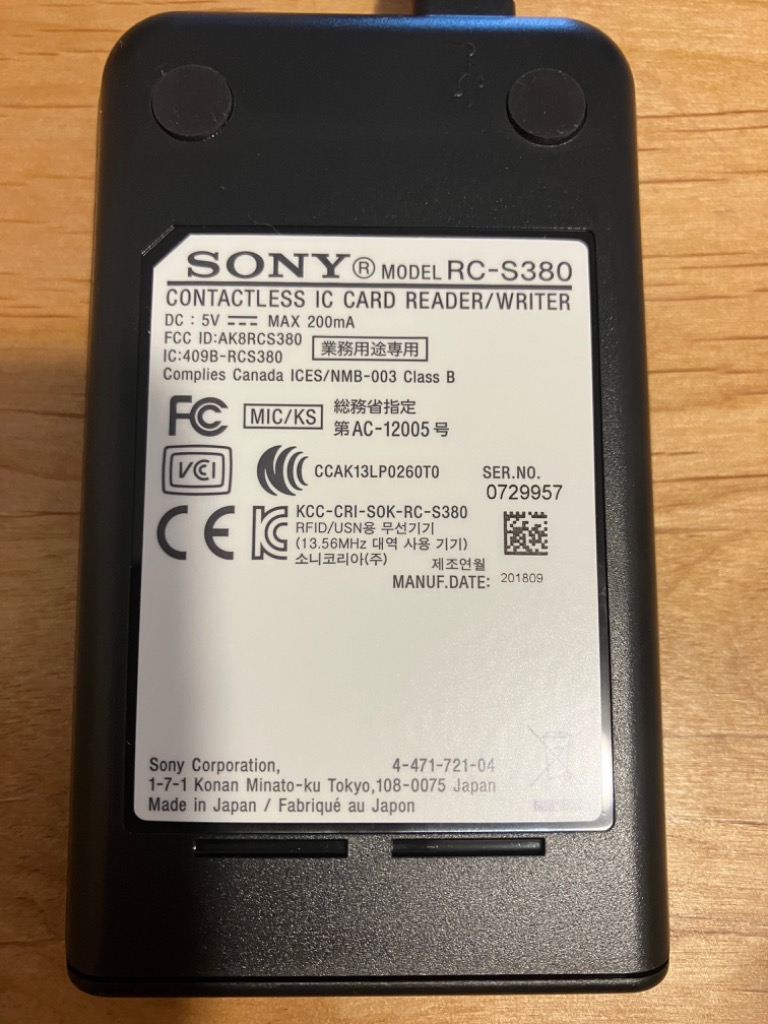 SONY® MODEL RC-S380
CONTACTLESS IC CARD READER/WRITER
DC : 5V MAX 200mA
FCC ID:AK8RCS380
IC:409B-RCS380
業務用途専用
Complies Canada ICES/NMB-003 Class B
FC
MIC/KS
総務省指定
第AC-12005号
VCI
CCAK13LP0260T0
SER.NO.
0729957
CE
KC
KCC-CRI-SOK-RC-S380
RFID/USN용 무선기기
(13.56MHz 대역 사용 기기)
소니코리아(주)
제조연월
MANUF.DATE: 201809
Sony Corporation, 4-471-721-04
1-7-1 Konan Minato-ku Tokyo,108-0075 Japan
Made in Japan / Fabriqué au Japon